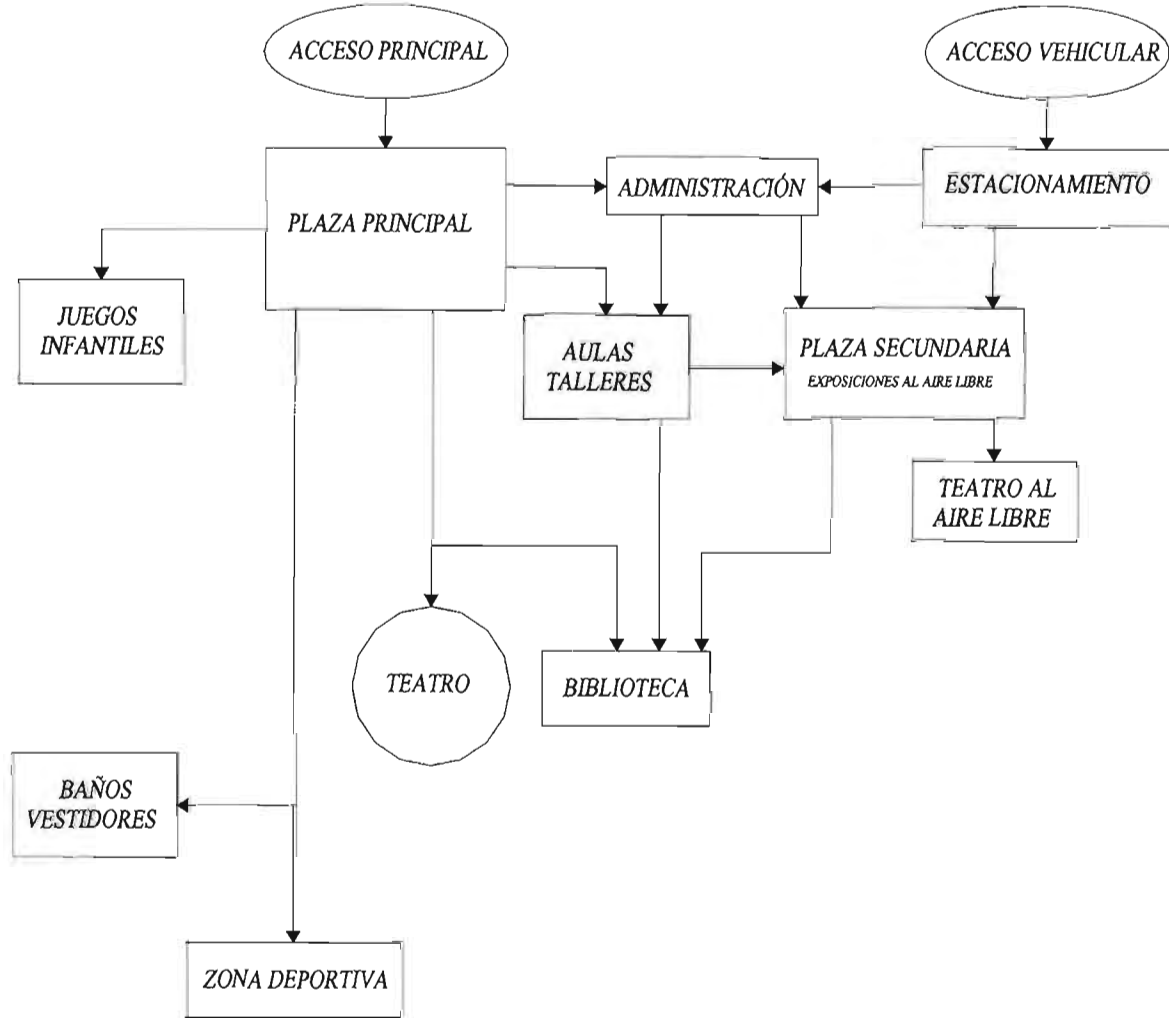 ACCESO PRINCIPAL
ACCESO VEHICULAR
PLAZA PRINCIPAL
ADMINISTRACIÓN
ESTACIONAMIENTO
JUEGOS
INFANTILES
AULAS
TALLERES
PLAZA SECUNDARIA
EXPOSICIONES AL AIRE LIBRE
TEATRO AL
AIRE LIBRE
TEATRO
BIBLIOTECA
BAÑOS
VESTIDORES
ZONA DEPORTIVA